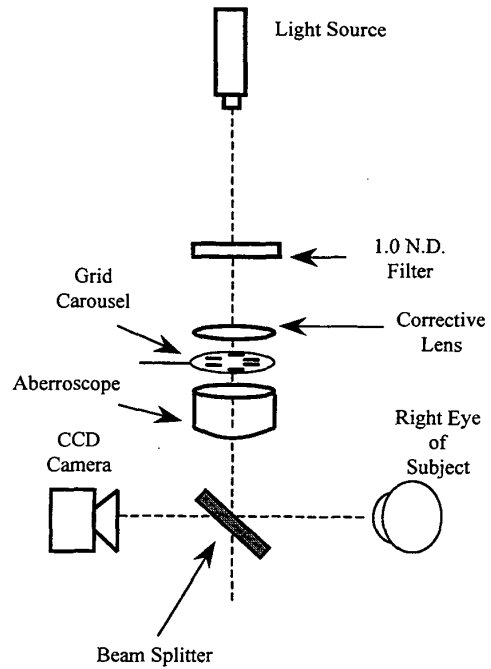 Light Source
1.0 N.D.
Filter
Grid
Carousel
Corrective
Lens
Aberroscope
Right Eye
of
Subject
CCD
Camera
Beam Splitter